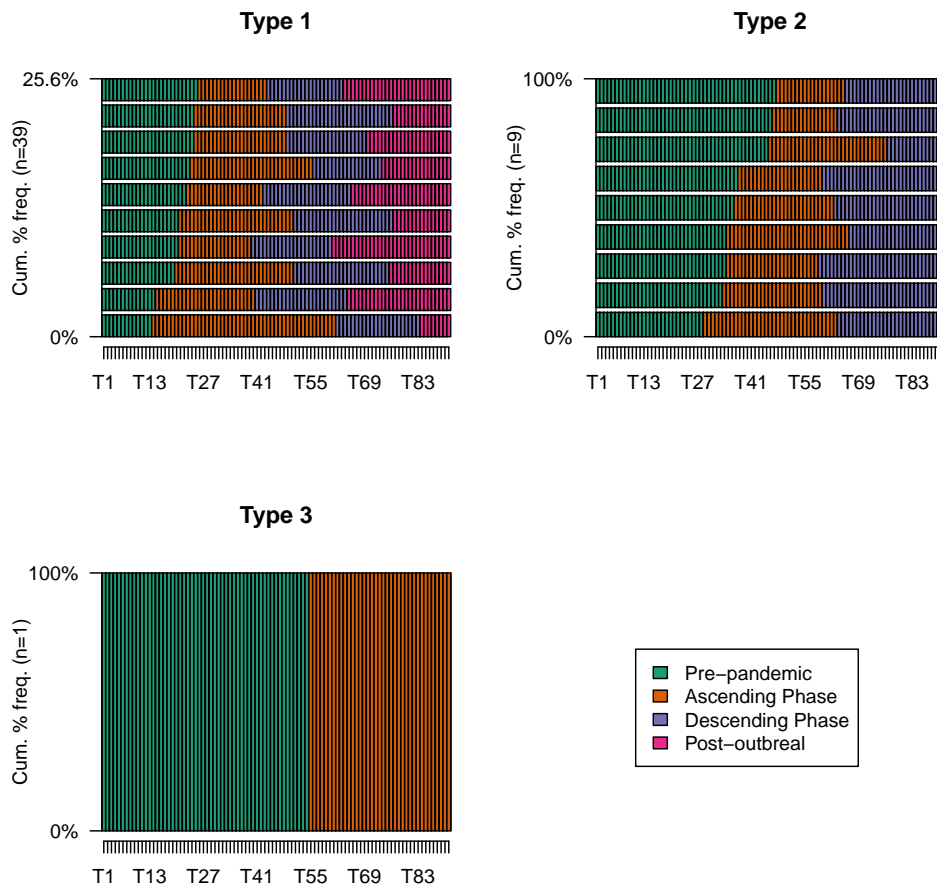 Type 1
25.6%
Cum. % freq. (n=39)
0%
T1 T13 T27 T41 T55 T69 T83
Type 2
100%
Cum. % freq. (n=9)
0%
T1 T13 T27 T41 T55 T69 T83
Type 3
100%
Cum. % freq. (n=1)
0%
T1 T13 T27 T41 T55 T69 T83
Pre−pandemic
Ascending Phase
Descending Phase
Post−outbreal